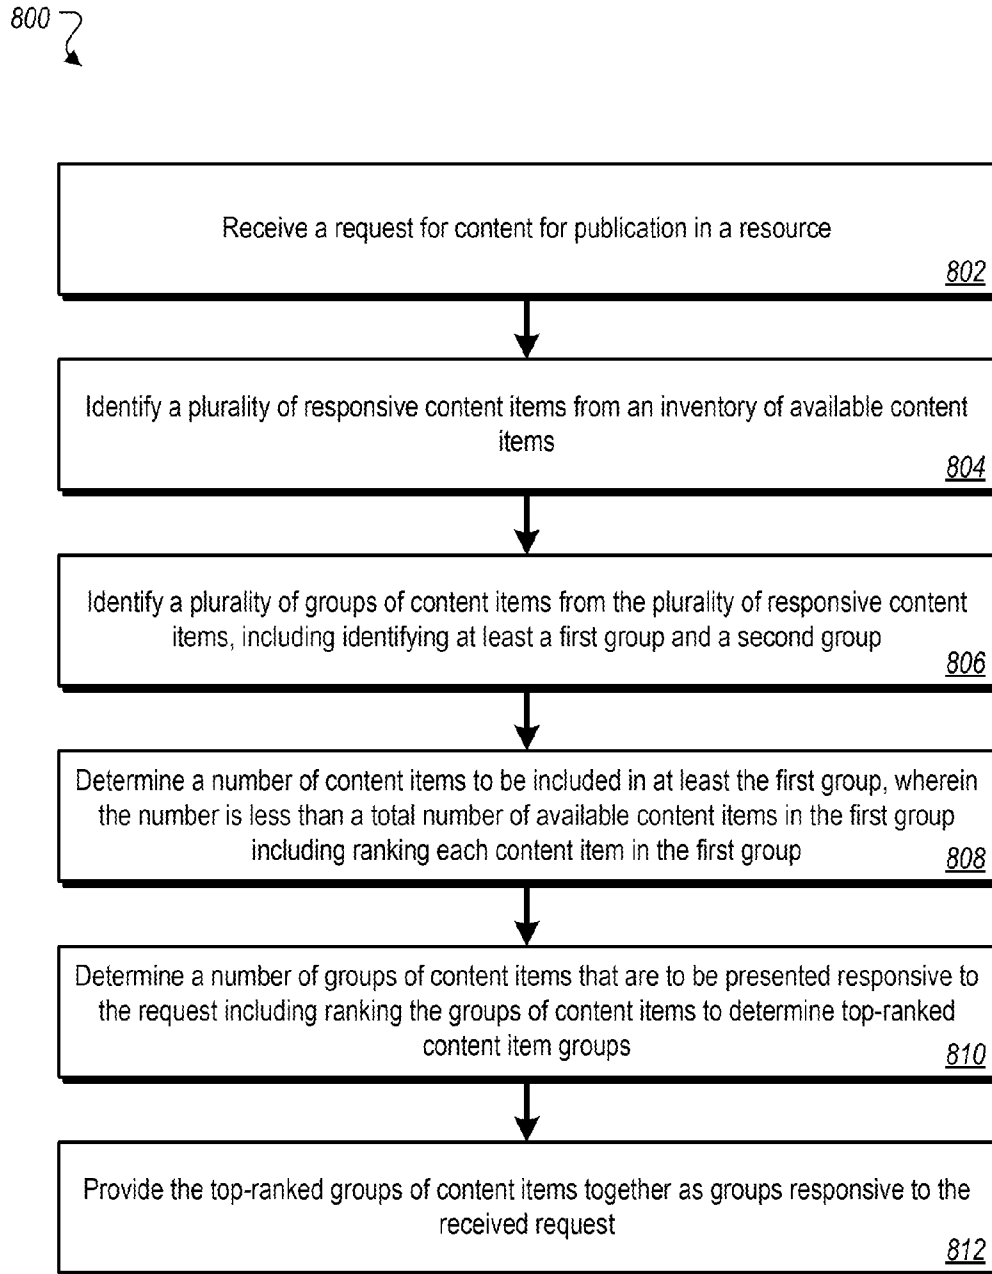 800
Receive a request for content for publication in a resource
802
Identify a plurality of responsive content items from an inventory of available content
items
804
Identify a plurality of groups of content items from the plurality of responsive content
items, including identifying at least a first group and a second group
806
Determine a number of content items to be included in at least the first group, wherein
the number is less than a total number of available content items in the first group
including ranking each content item in the first group
808
Determine a number of groups of content items that are to be presented responsive to
the request including ranking the groups of content items to determine top-ranked
content item groups
810
Provide the top-ranked groups of content items together as groups responsive to the
received request
812